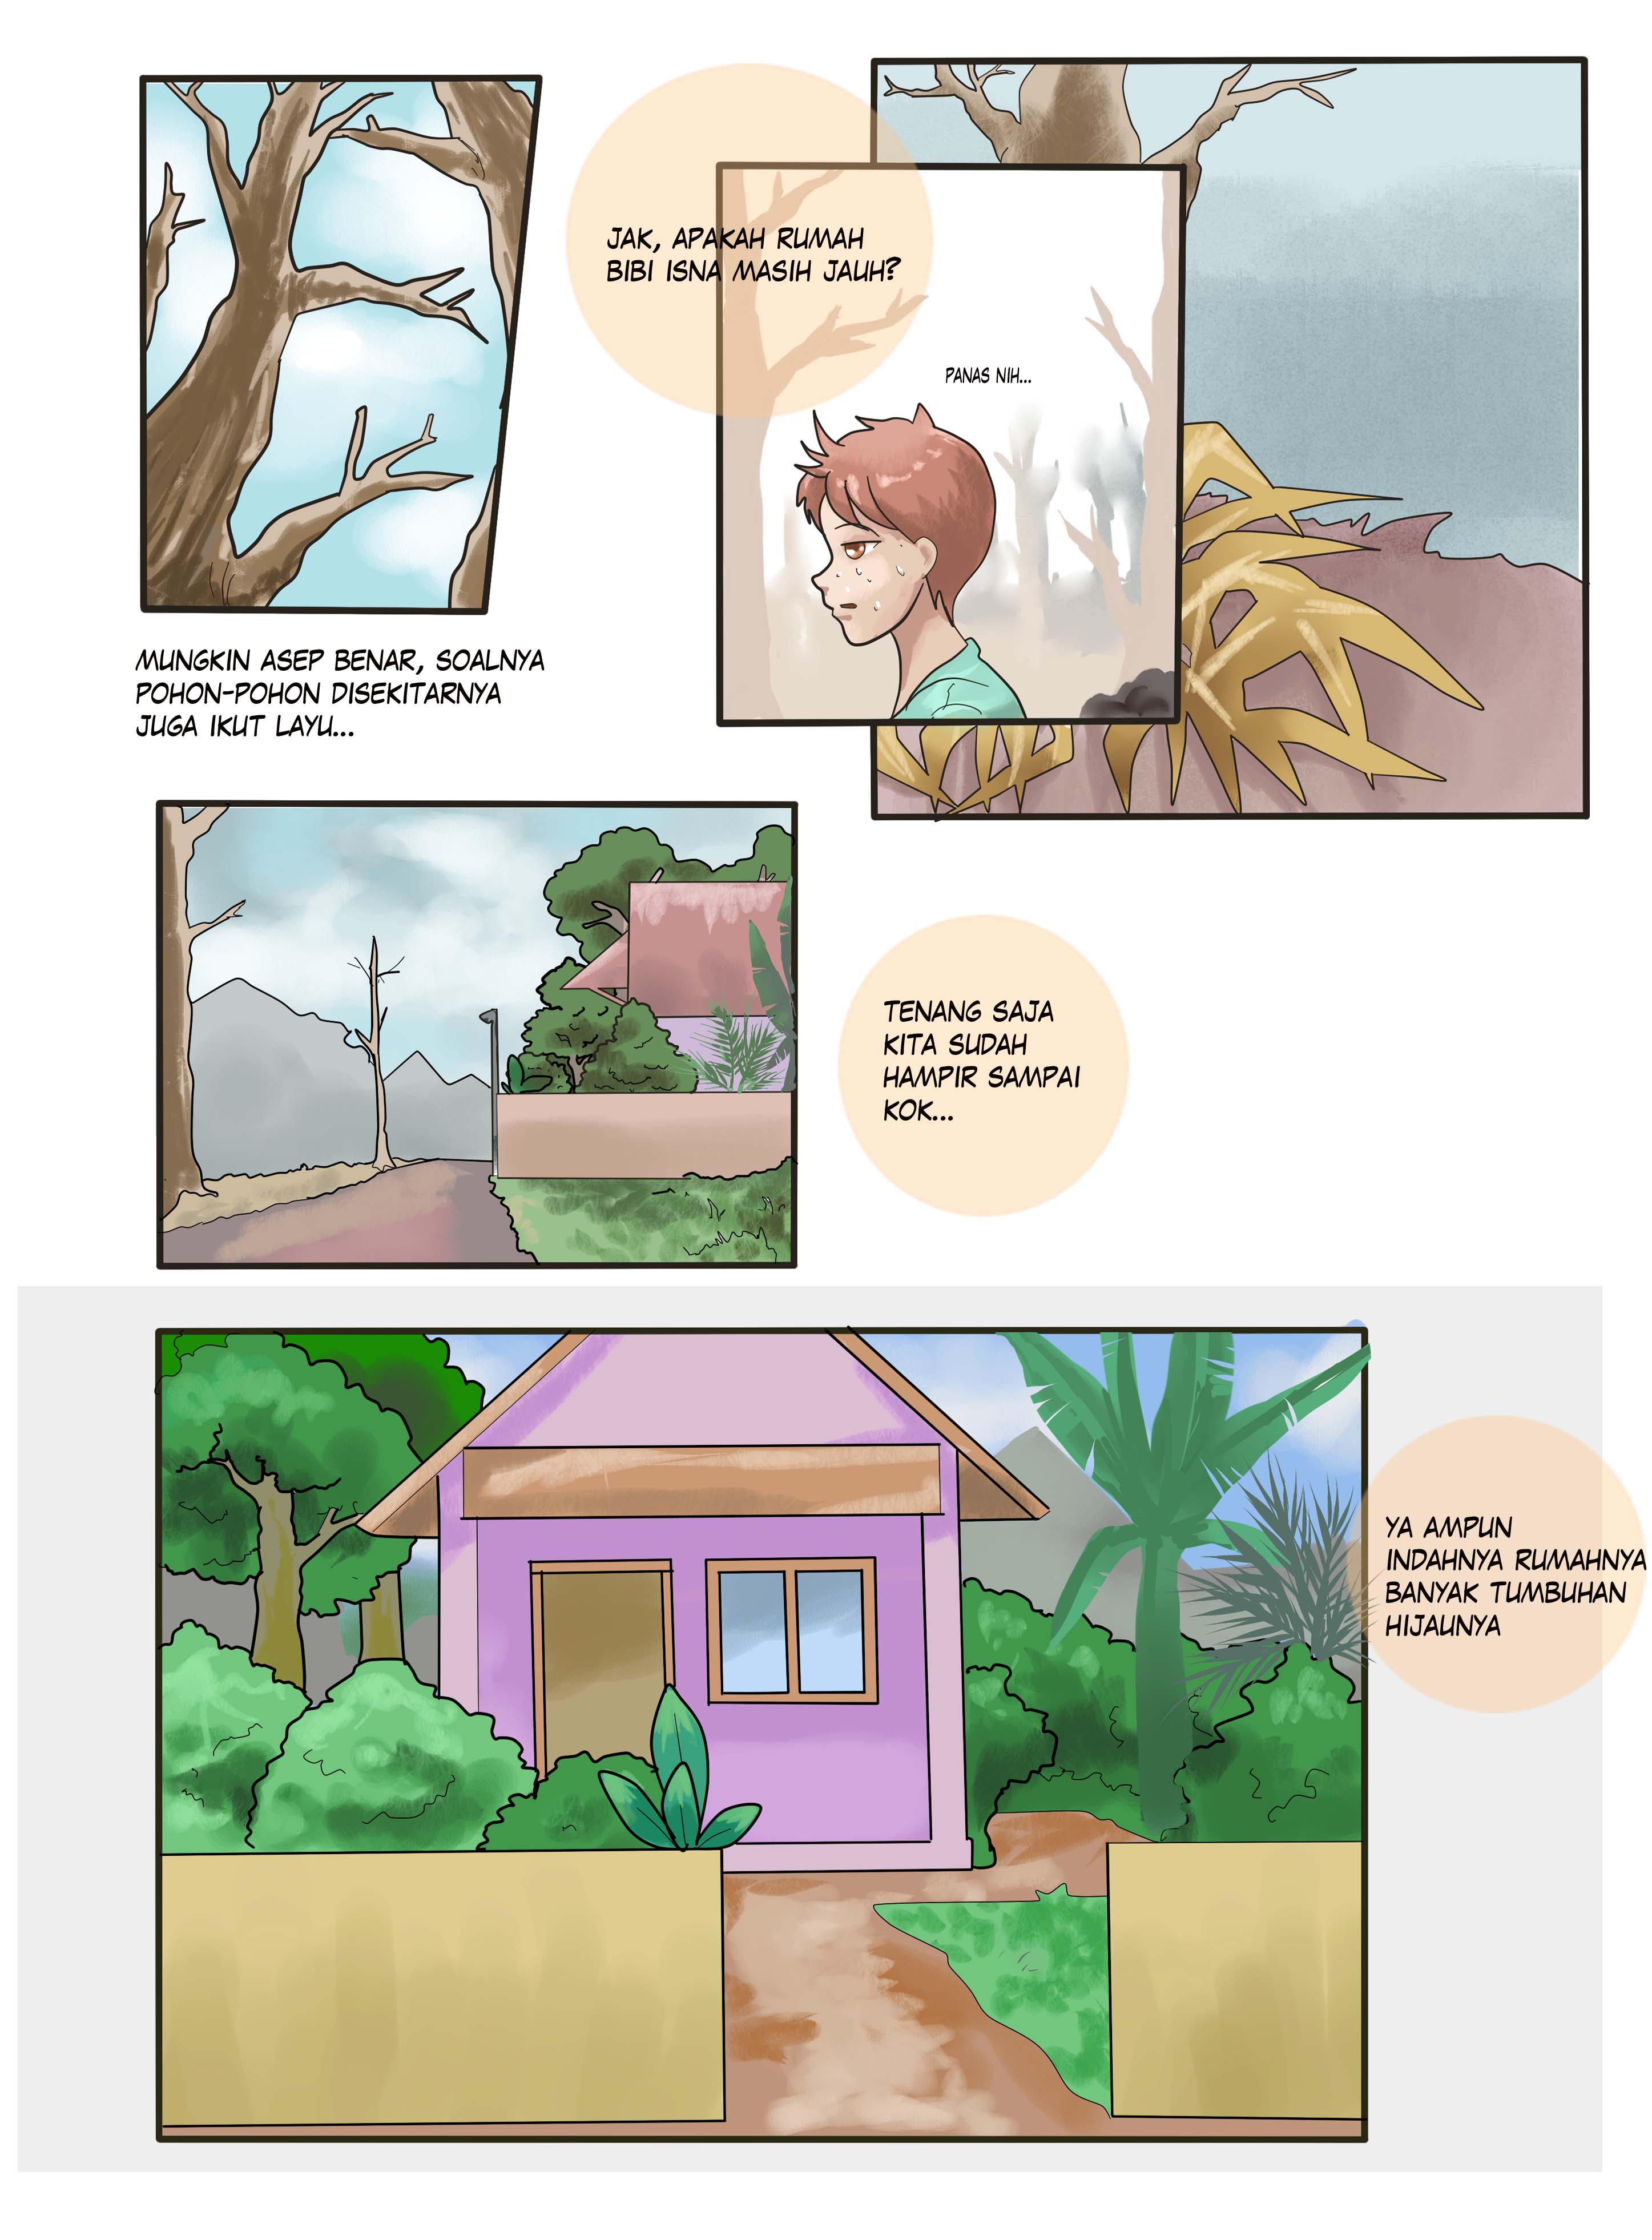 MUNGKIN ASEP BENAR, SOALNYA
POHON-POHON DISEKITARNYA
JUGA IKUT LAYU...
JAK, APAKAH RUMAH
BIBI ISNA MASIH JAUH?
PANAS NIH...
TENANG SAJA
KITA SUDAH
HAMPIR SAMPAI
KOK...
YA AMPUN
INDAHNYA RUMAHNYA
BANYAK TUMBUHAN
HIJAUNYA